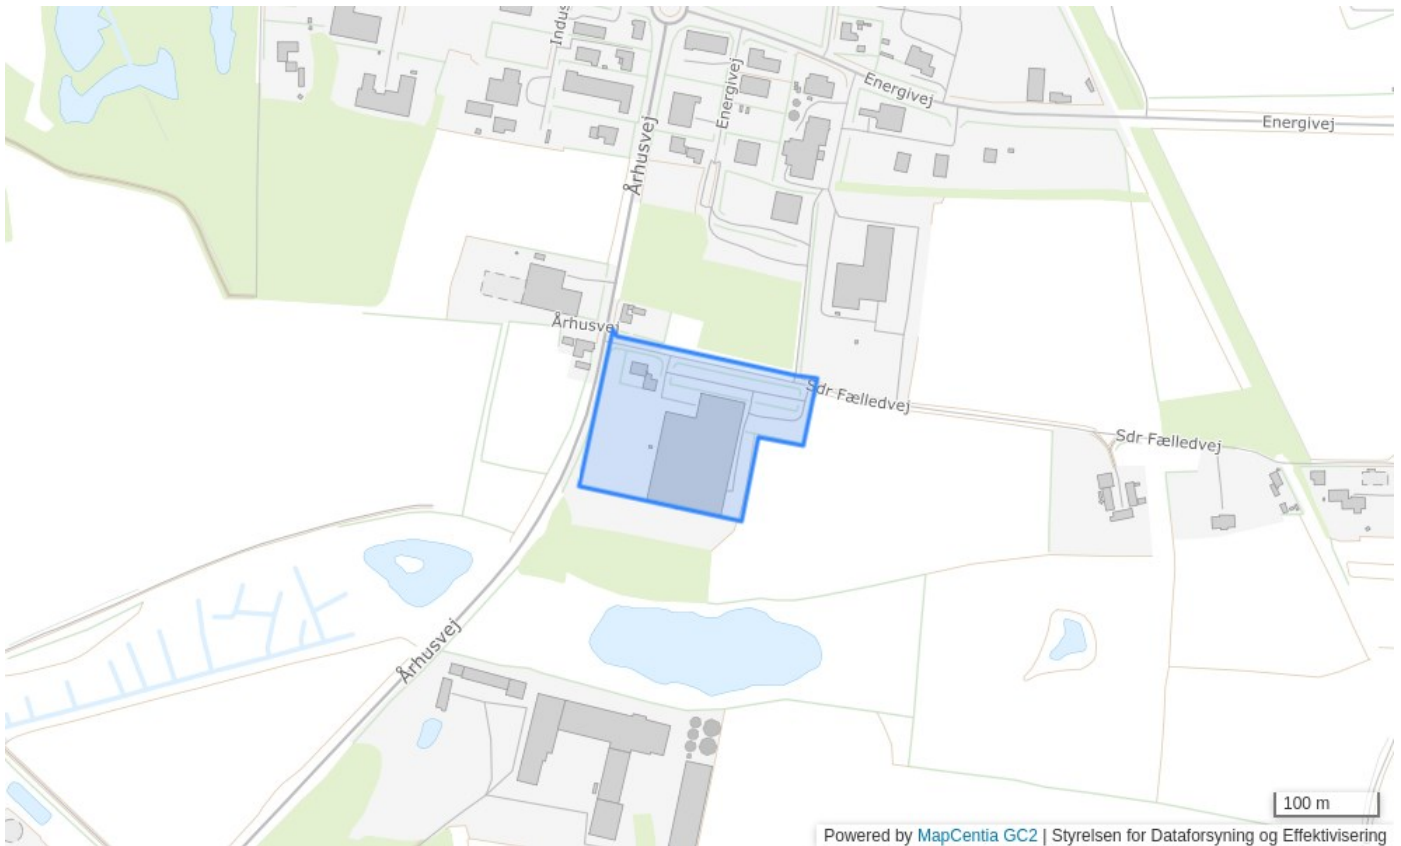 Indus
Energivej
Energivej
Energivej
Århusvej
Århusvej
Sdr Fælledvej
Sdr Fælledvej
Århusvej
100 m
Powered by MapCentia GC2 | Styrelsen for Dataforsyning og Effektivisering